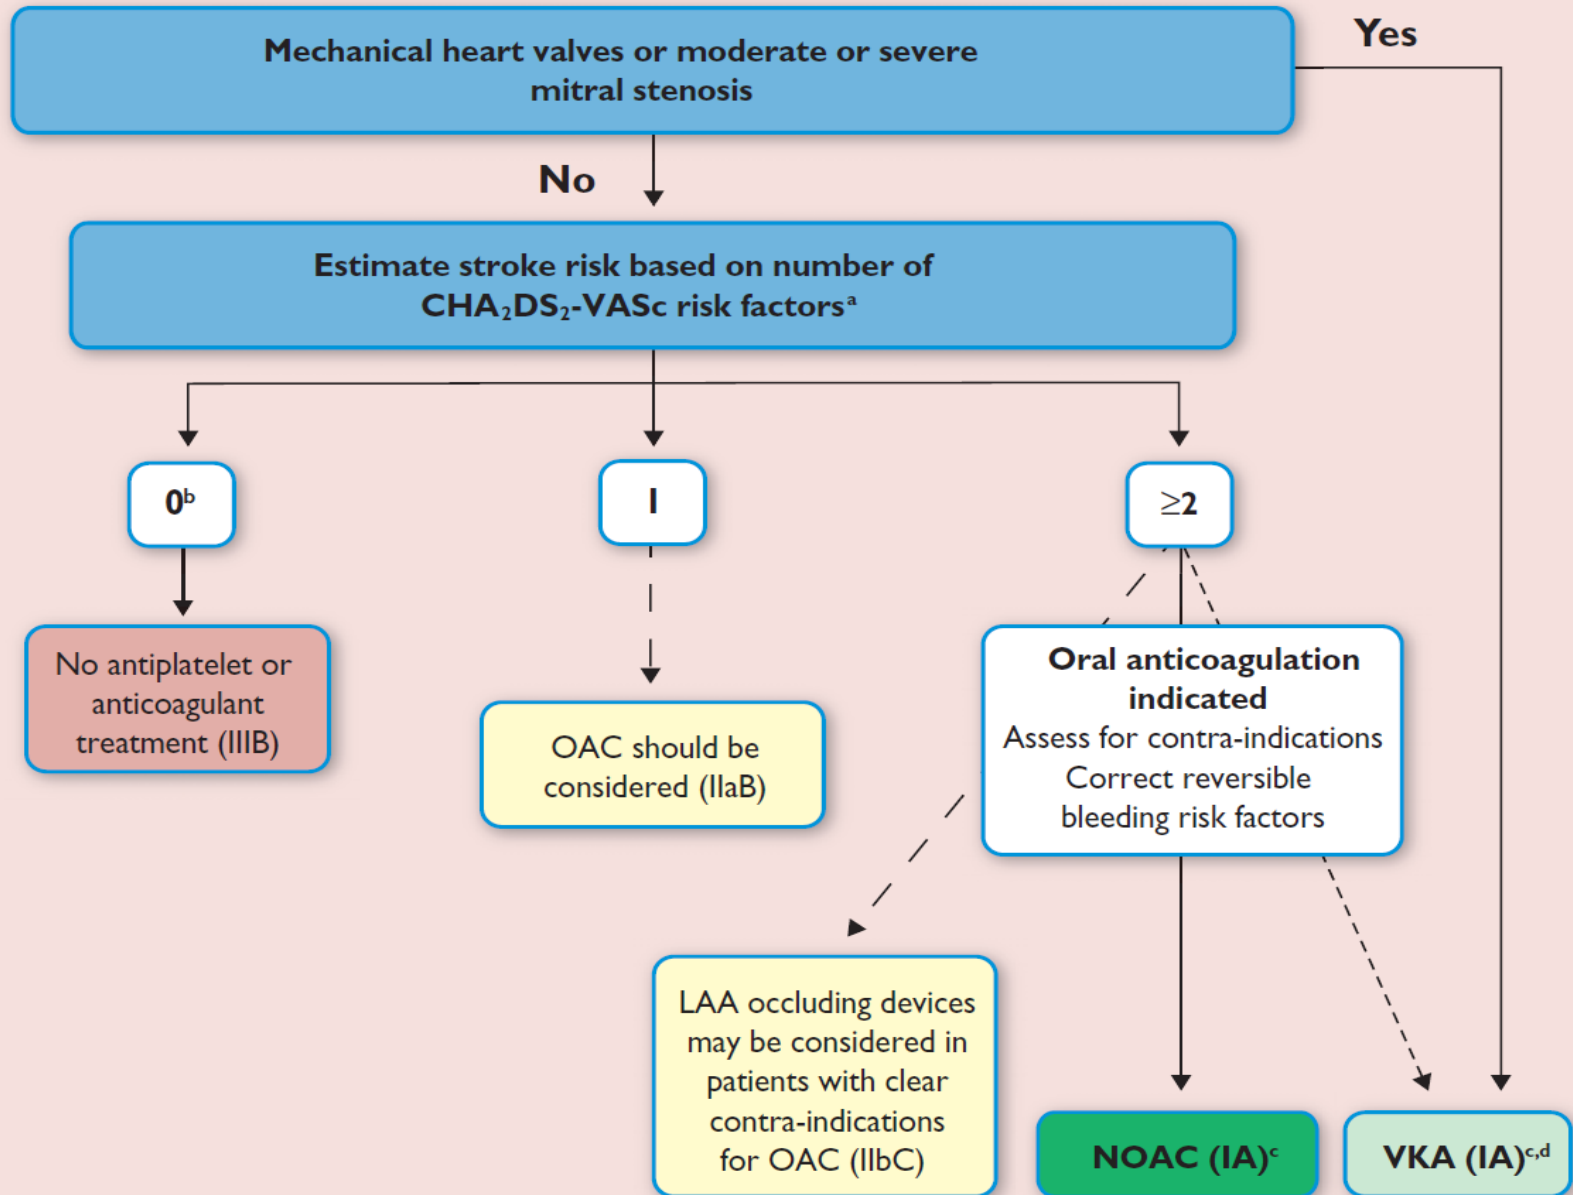 Mechanical heart valves or moderate or severe
mitral stenosis
Yes
No
Estimate stroke risk based on number of
CHA₂DS₂-VASc risk factorsᵃ
0ᵇ
1
≥2
No antiplatelet or
anticoagulant
treatment (IIIB)
OAC should be
considered (IIaB)
Oral anticoagulation
indicated
Assess for contra-indications
Correct reversible
bleeding risk factors
LAA occluding devices
may be considered in
patients with clear
contra-indications
for OAC (IIbC)
NOAC (IA)ᶜ
VKA (IA)ᶜ,ᵈ